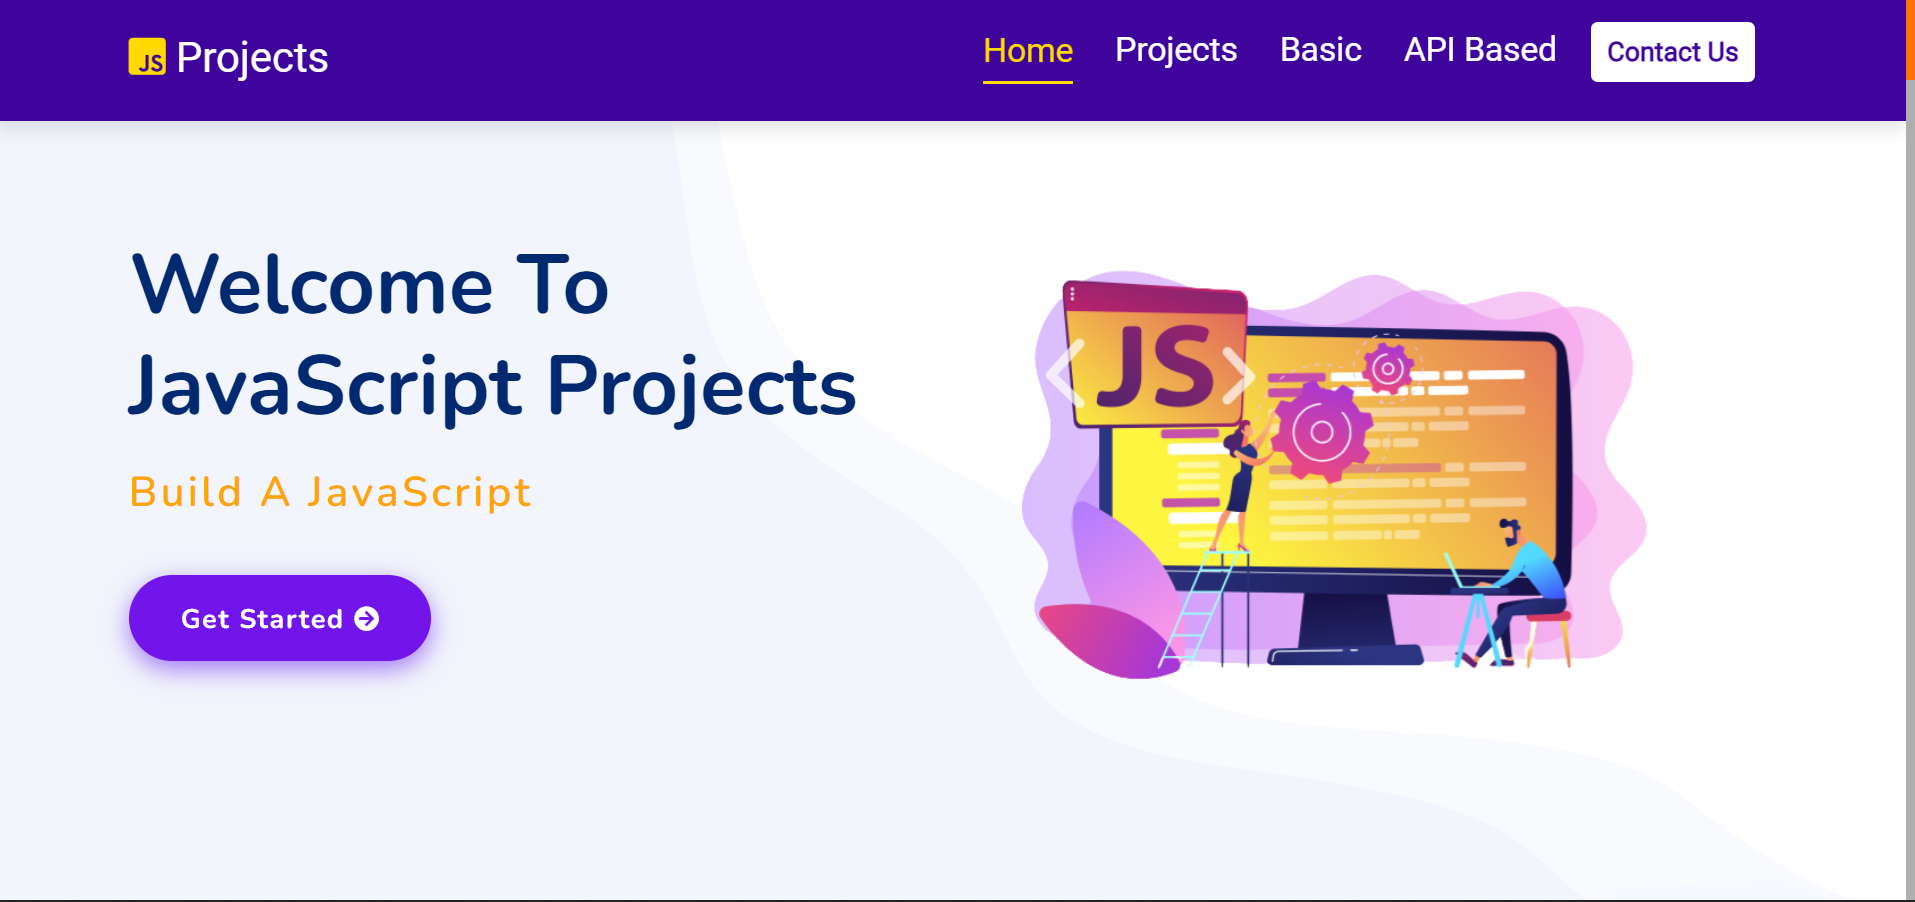 JS Projects
Home Projects Basic API Based Contact Us
Welcome To
JavaScript Projects
Build A JavaScript
Get Started
JS